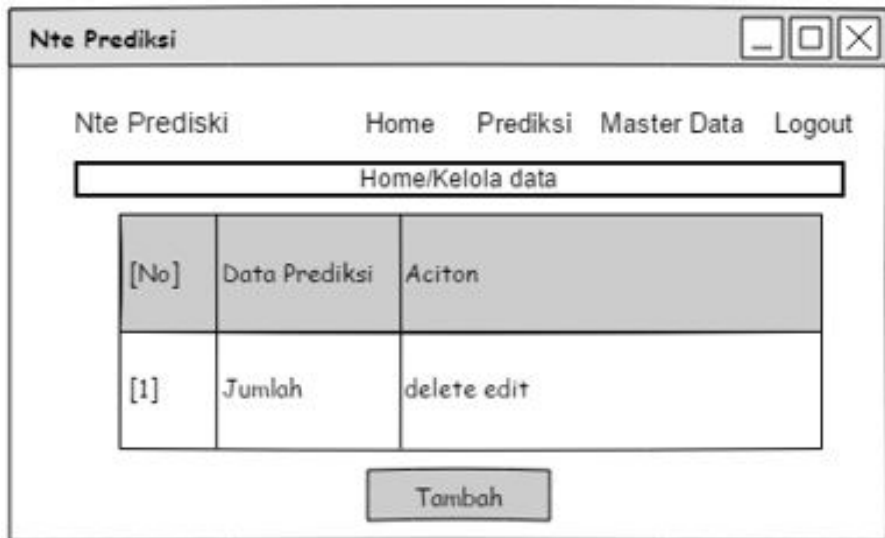 Nte Prediksi
Nte Prediski Home Prediksi Master Data Logout
Home/Kelola data
[No] Data Prediksi Aciton
[1] Jumlah delete edit
Tambah